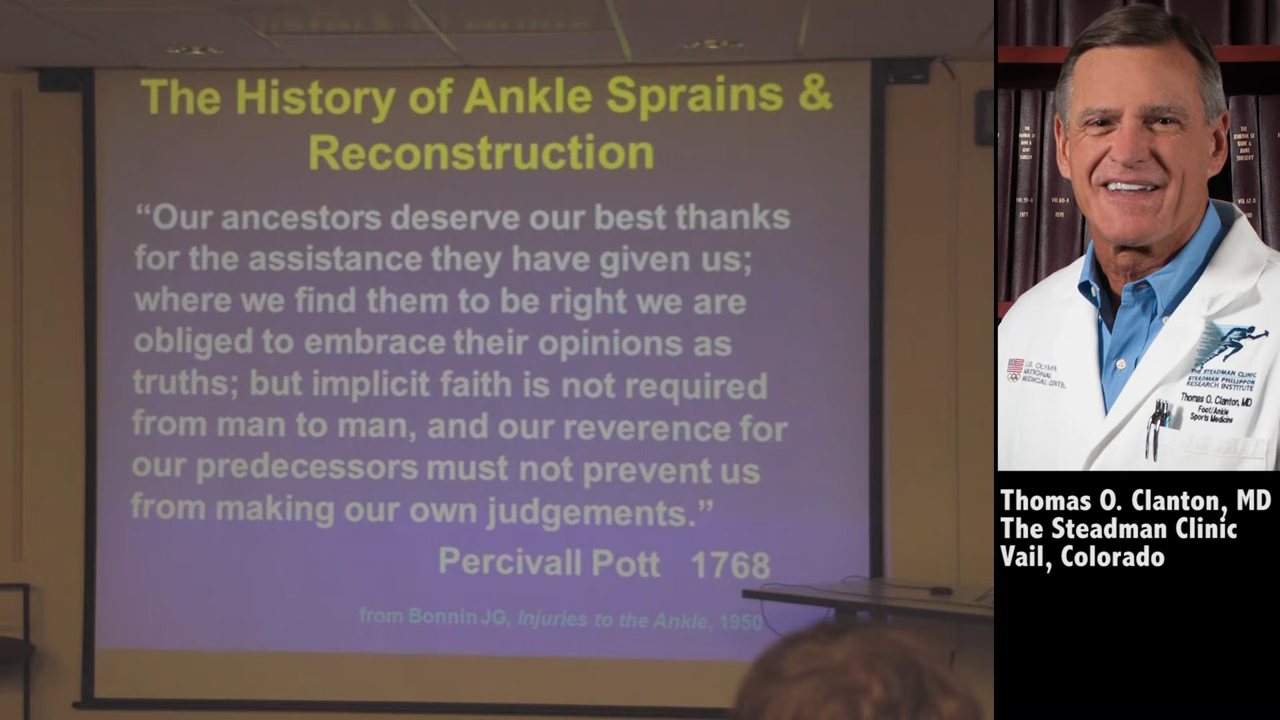 The History of Ankle Sprains &
Reconstruction
“Our ancestors deserve our best thanks
for the assistance they have given us;
where we find them to be right we are
obliged to embrace their opinions as
truths; but implicit faith is not required
from man to man, and our reverence for
our predecessors must not prevent us
from making our own judgements.”
Percivall Pott 1768
from Bonnin JG, Injuries to the Ankle, 1950
THE STEADMAN CLINIC
STEADMAN PHILIPPON
RESEARCH INSTITUTE
Thomas O. Clanton, MD
Foot/Ankle
Sports Medicine
Thomas O. Clanton, MD
The Steadman Clinic
Vail, Colorado